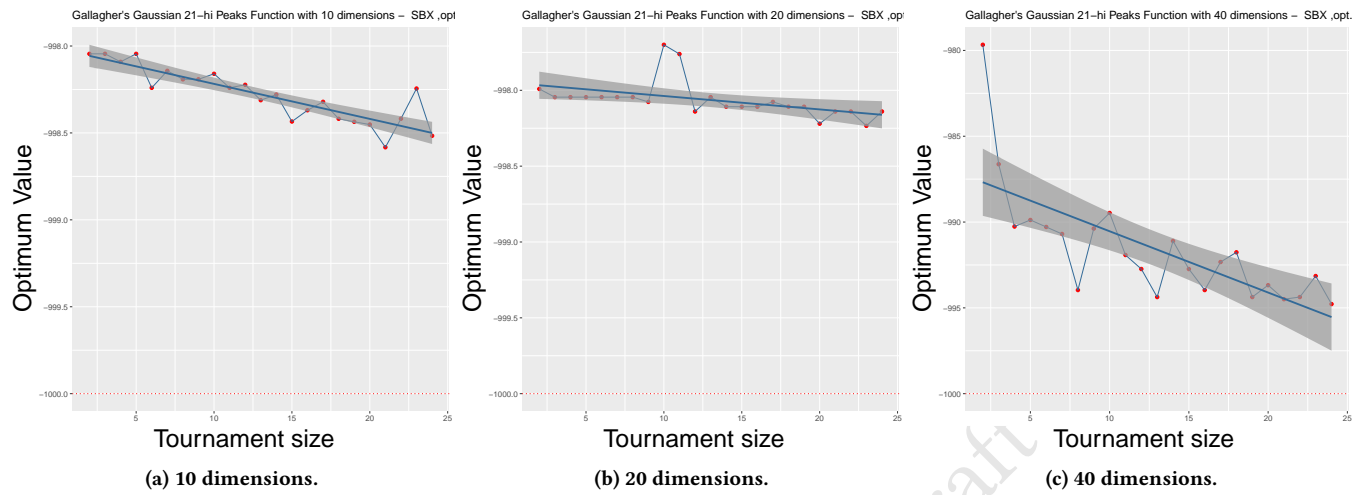 Gallagher's Gaussian 21−hi Peaks Function with 10 dimensions − SBX ,opt
Optimum Value
−998.0
−998.5
−999.0
−999.5
−1000.0
5
10
15
20
25
Tournament size
(a) 10 dimensions.
Gallagher's Gaussian 21−hi Peaks Function with 20 dimensions − SBX ,opt
Optimum Value
−998.0
−998.5
−999.0
−999.5
−1000.0
5
10
15
20
25
Tournament size
(b) 20 dimensions.
Gallagher's Gaussian 21−hi Peaks Function with 40 dimensions − SBX ,opt.
Optimum Value
−980
−985
−990
−995
−1000
5
10
15
20
25
Tournament size
(c) 40 dimensions.